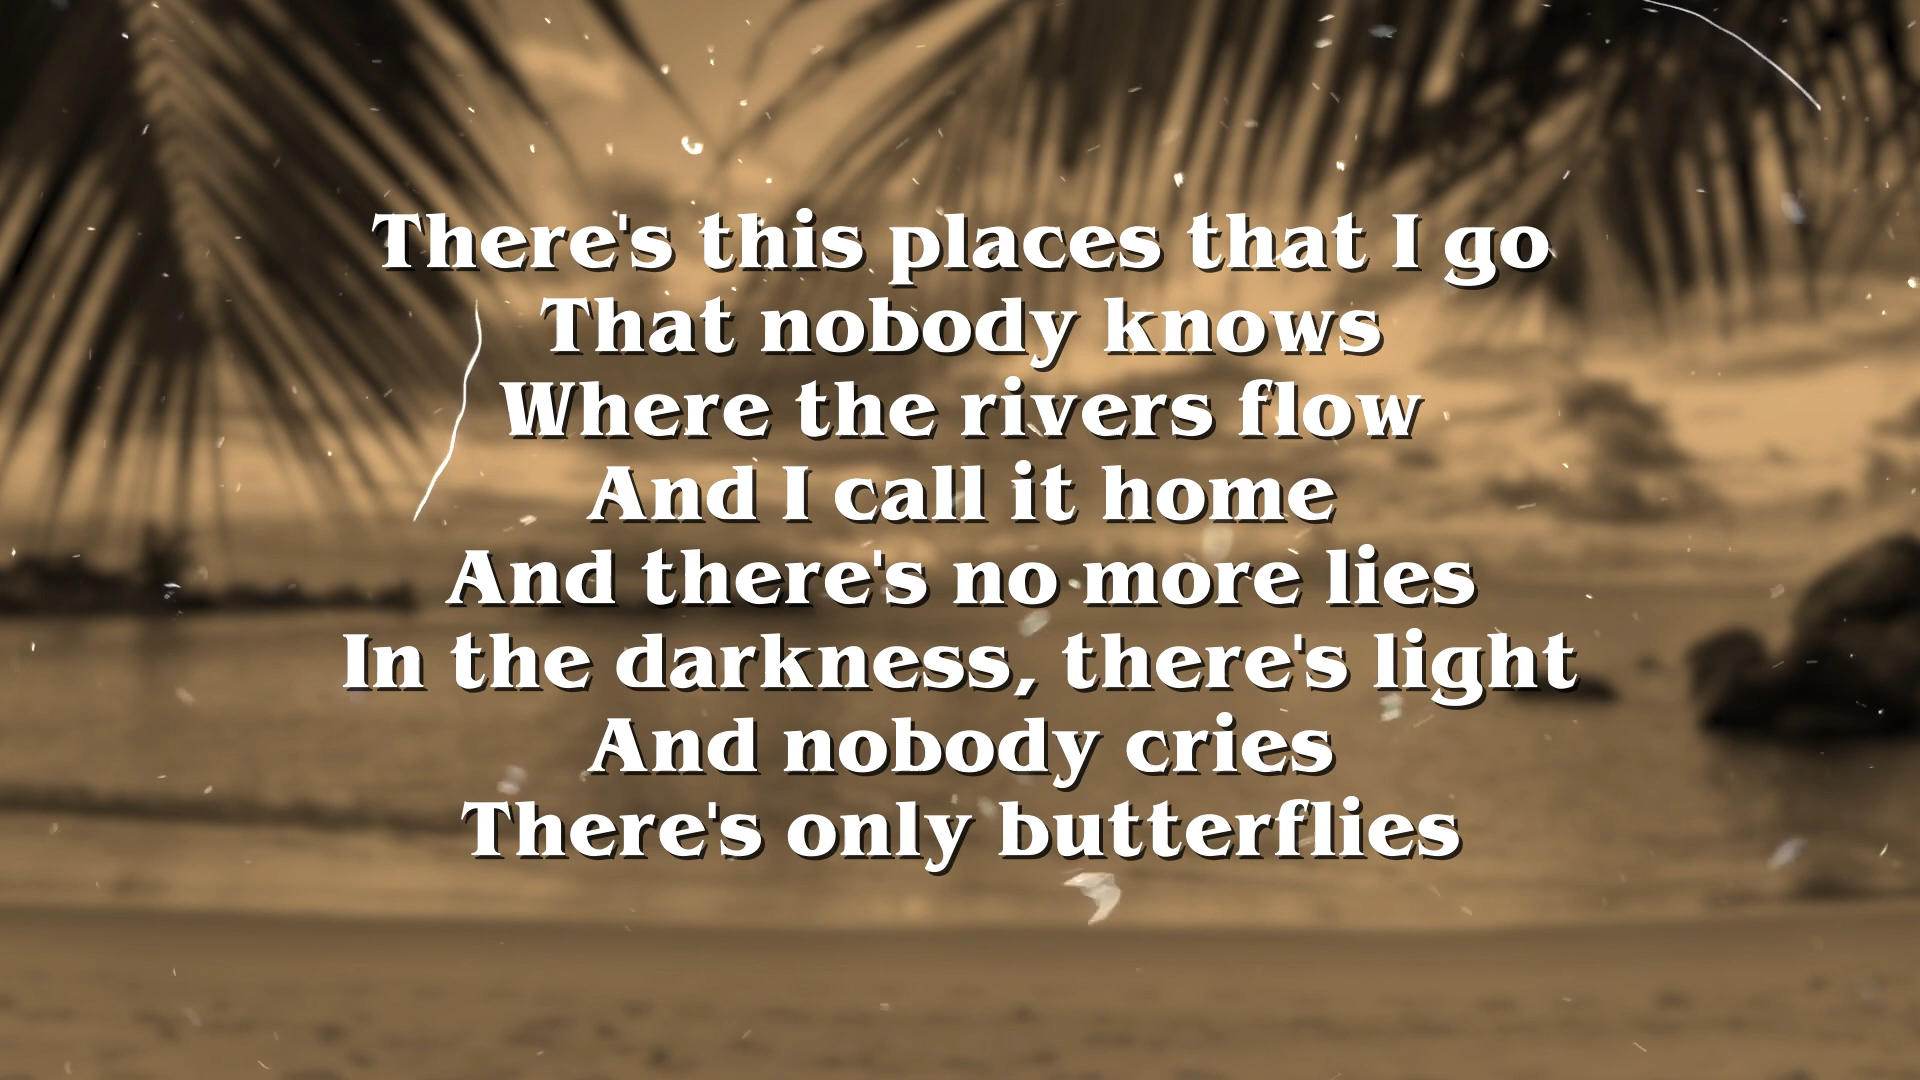 There's this places that I go
That nobody knows
Where the rivers flow
And I call it home
And there's no more lies
In the darkness, there's light
And nobody cries
There's only butterflies